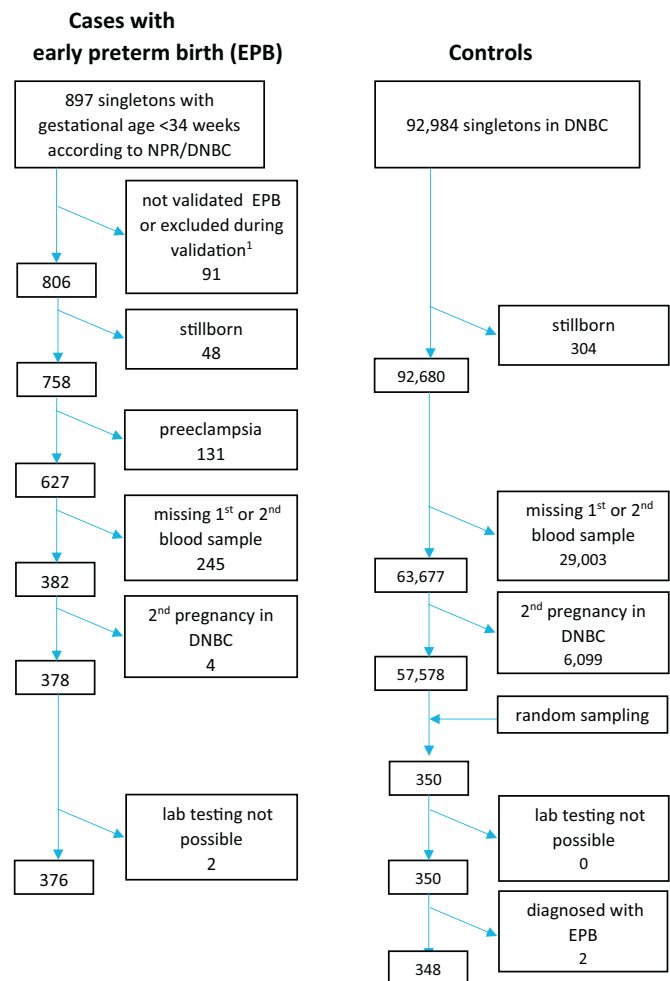 Cases with
early preterm birth (EPB)
897 singletons with
gestational age <34 weeks
according to NPR/DNBC
not validated EPB
or excluded during
validation¹
91
806
stillborn
48
758
preeclampsia
131
627
missing 1st or 2nd
blood sample
245
382
2nd pregnancy in
DNBC
4
378
lab testing not
possible
2
376
Controls
92,984 singletons in DNBC
stillborn
304
92,680
missing 1st or 2nd
blood sample
29,003
63,677
2nd pregnancy in
DNBC
6,099
57,578
random sampling
350
lab testing not
possible
0
350
diagnosed with
EPB
2
348